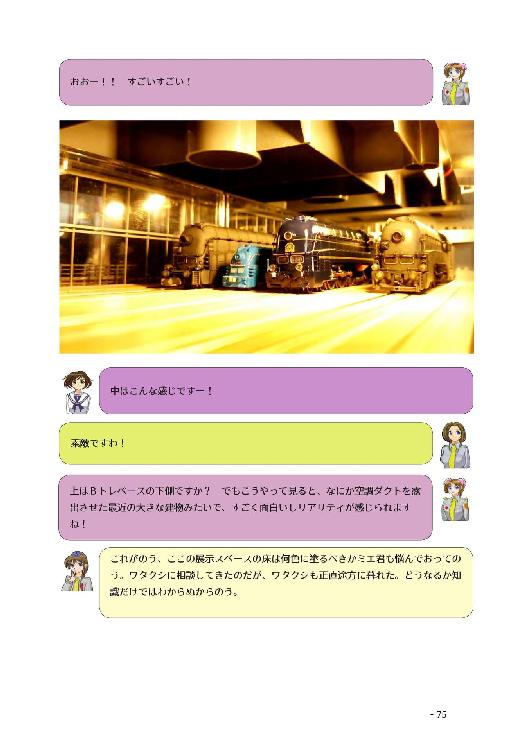 おおー！！　すごいすごい！
中はこんな感じですー！
素敵ですわ！
上はＢトレベースの下側ですか？　でもこうやって見ると、なにか空調ダクトを露
出させた最近の大きな建物みたいで、すごく面白いしリアリティが感じられます
ね！
これがのう、ここの展示スペースの床は何色に塗るべきかミエ君も悩んでおっての
う。ワタクシに相談してきたのだが、ワタクシも正直途方に暮れた。どうなるか知
識だけではわからぬからのう。
- 75